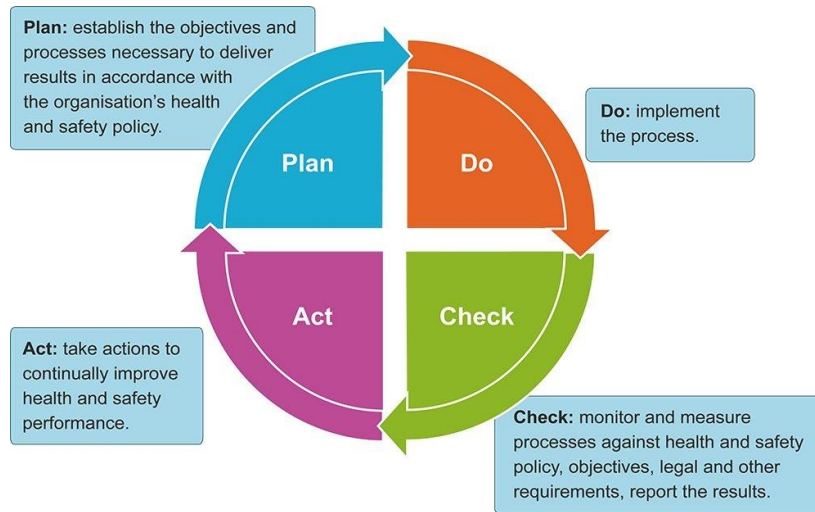 Plan: establish the objectives and
processes necessary to deliver
results in accordance with
the organisation's health
and safety policy.
Do: implement
the process.
Plan
Do
Act
Check
Act: take actions to
continually improve
health and safety
performance.
Check: monitor and measure
processes against health and safety
policy, objectives, legal and other
requirements, report the results.